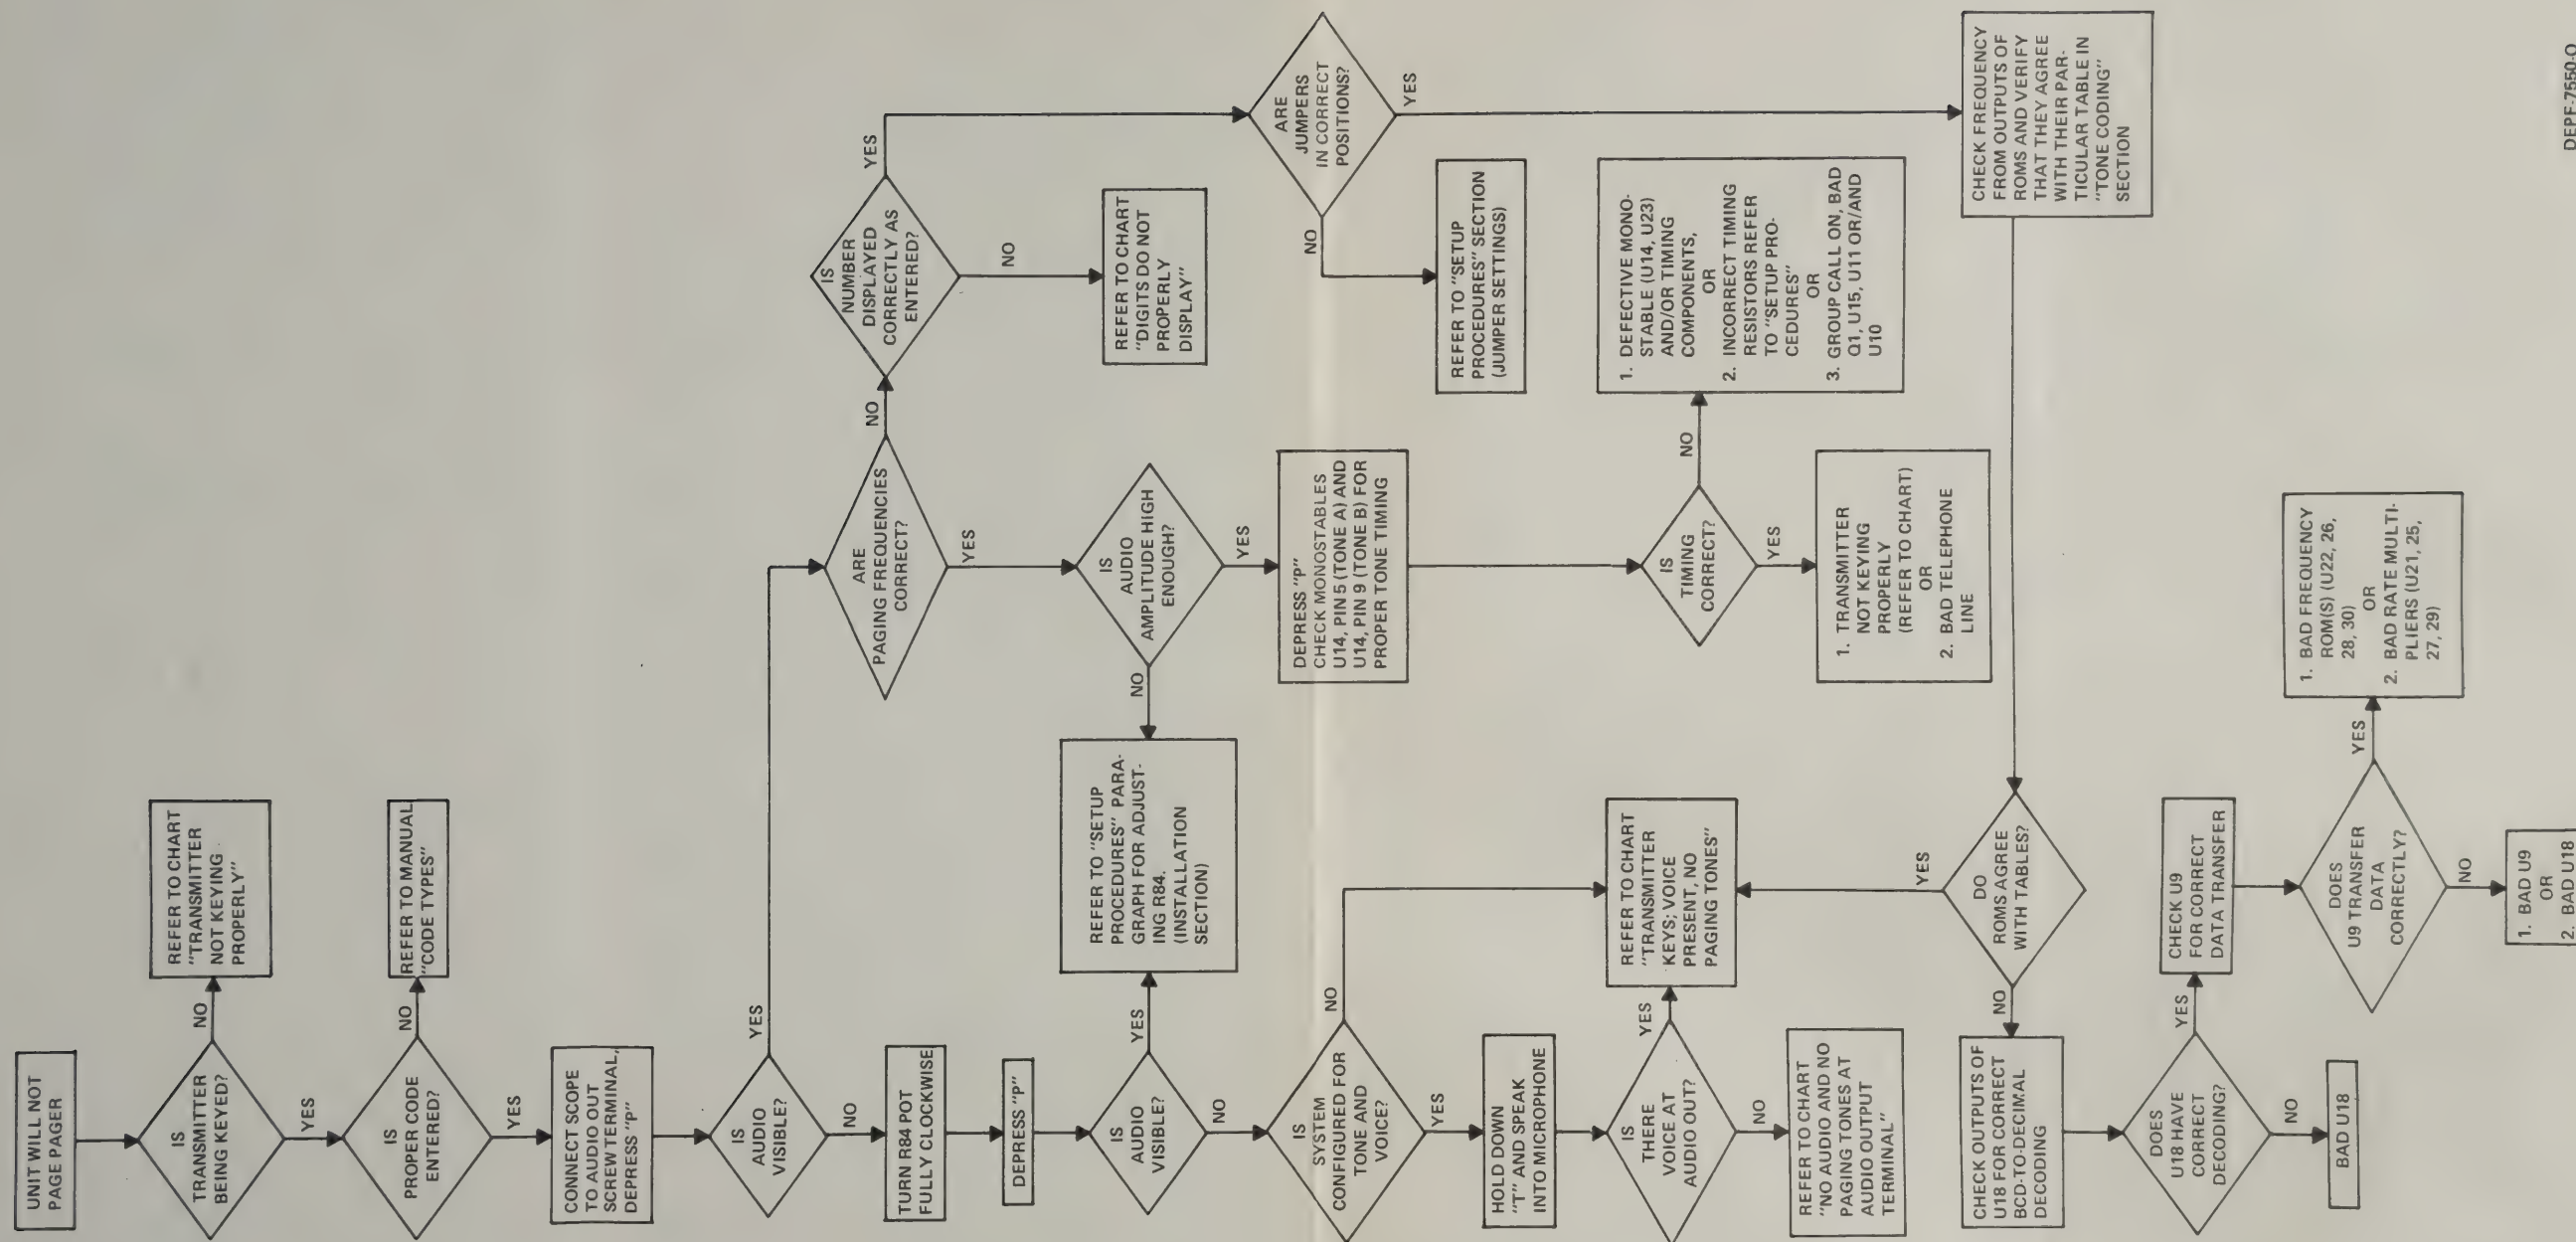 UNIT WILL NOT
PAGE PAGER
IS
TRANSMITTER
BEING KEYED?
NO
REFER TO CHART
"TRANSMITTER
NOT KEYING
PROPERLY"
YES
IS
PROPER CODE
ENTERED?
NO
REFER TO MANUAL
"CODE TYPES"
YES
CONNECT SCOPE
TO AUDIO OUT
SCREW TERMINAL,
DEPRESS "P"
IS
AUDIO
VISIBLE?
YES
NO
TURN R84 POT
FULLY CLOCKWISE
DEPRESS "P"
IS
AUDIO
VISIBLE?
YES
REFER TO "SETUP
PROCEDURES" PARA-
GRAPH FOR ADJUST-
ING R84.
(INSTALLATION
SECTION)
NO
IS
SYSTEM
CONFIGURED FOR
TONE AND
VOICE?
NO
YES
HOLD DOWN
"T" AND SPEAK
INTO MICROPHONE
IS
THERE
VOICE AT
AUDIO OUT?
YES
REFER TO CHART
"TRANSMITTER
KEYS; VOICE
PRESENT, NO
PAGING TONES"
NO
REFER TO CHART
"NO AUDIO AND NO
PAGING TONES AT
AUDIO OUTPUT
TERMINAL"
ARE
PAGING FREQUENCIES
CORRECT?
NO
IS
NUMBER
DISPLAYED
CORRECTLY AS
ENTERED?
YES
NO
REFER TO CHART
"DIGITS DO NOT
PROPERLY
DISPLAY"
YES
IS
AUDIO
AMPLITUDE HIGH
ENOUGH?
NO
YES
DEPRESS "P"
CHECK MONOSTABLES
U14, PIN 5 (TONE A) AND
U14, PIN 9 (TONE B) FOR
PROPER TONE TIMING
IS
TIMING
CORRECT?
NO
1. DEFECTIVE MONO-
STABLE (U14, U23)
AND/OR TIMING
COMPONENTS,
OR
2. INCORRECT TIMING
RESISTORS REFER
TO "SETUP PRO-
CEDURES"
OR
3. GROUP CALL ON, BAD
Q1, U15, U11 OR/AND
U10
YES
1. TRANSMITTER
NOT KEYING
PROPERLY
(REFER TO CHART)
OR
2. BAD TELEPHONE
LINE
ARE
JUMPERS
IN CORRECT
POSITIONS?
NO
REFER TO "SETUP
PROCEDURES" SECTION
(JUMPER SETTINGS)
YES
CHECK FREQUENCY
FROM OUTPUTS OF
ROMS AND VERIFY
THAT THEY AGREE
WITH THEIR PAR-
TICULAR TABLE IN
"TONE CODING"
SECTION
DO
ROMS AGREE
WITH TABLES?
YES
NO
CHECK OUTPUTS OF
U18 FOR CORRECT
BCD-TO-DECIMAL
DECODING
DOES
U18 HAVE
CORRECT
DECODING?
NO
BAD U18
YES
CHECK U9
FOR CORRECT
DATA TRANSFER
DOES
U9 TRANSFER
DATA
CORRECTLY?
YES
1. BAD FREQUENCY
ROM(S) (U22, 26,
28, 30)
OR
2. BAD RATE MULTI-
PLIERS (U21, 25,
27, 29)
NO
1. BAD U9
OR
2. BAD U18
DEPF-7550-O